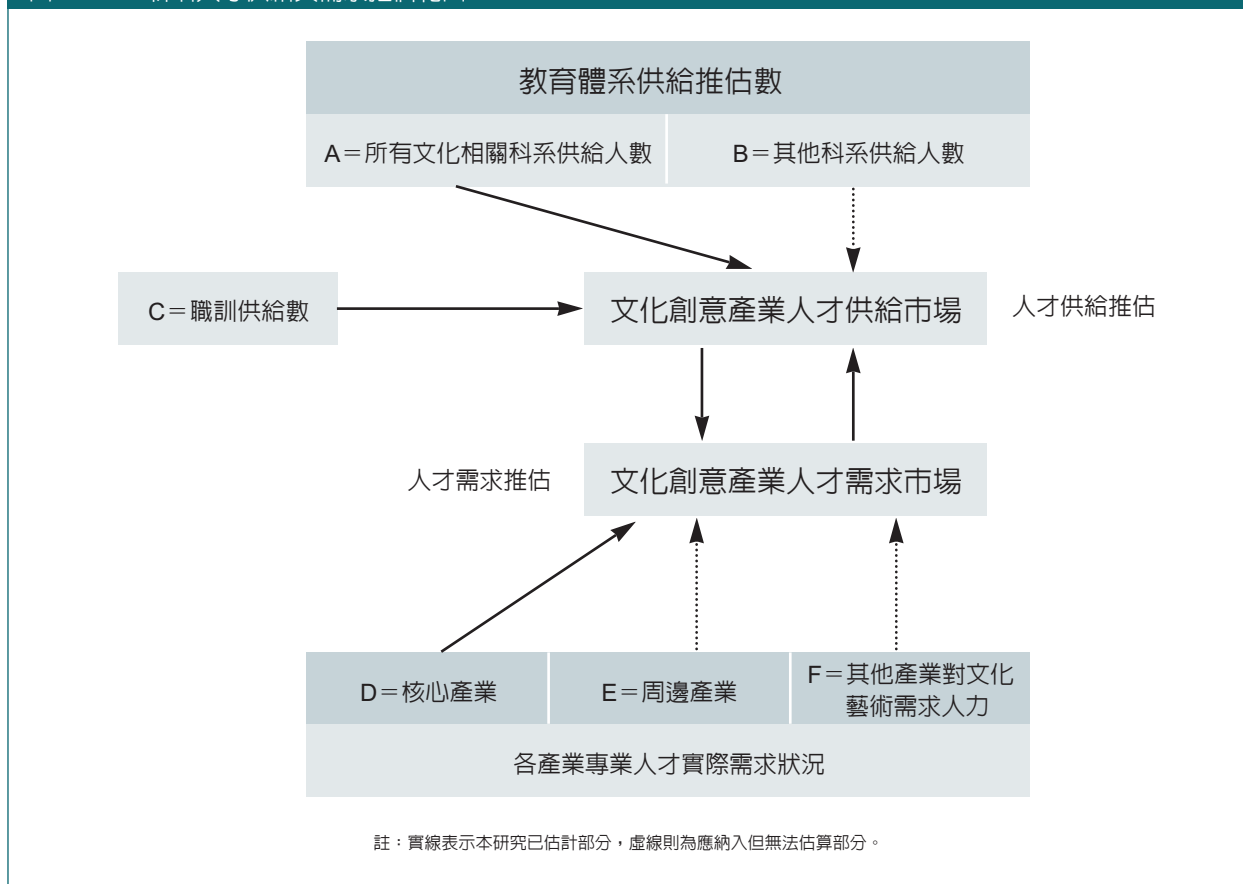 教育體系供給推估數
A＝所有文化相關科系供給人數
B＝其他科系供給人數
C＝職訓供給數
文化創意產業人才供給市場
人才供給推估
人才需求推估
文化創意產業人才需求市場
D＝核心產業
E＝周邊產業
F＝其他產業對文化
藝術需求人力
各產業專業人才實際需求狀況
註：實線表示本研究已估計部分，虛線則為應納入但無法估算部分。